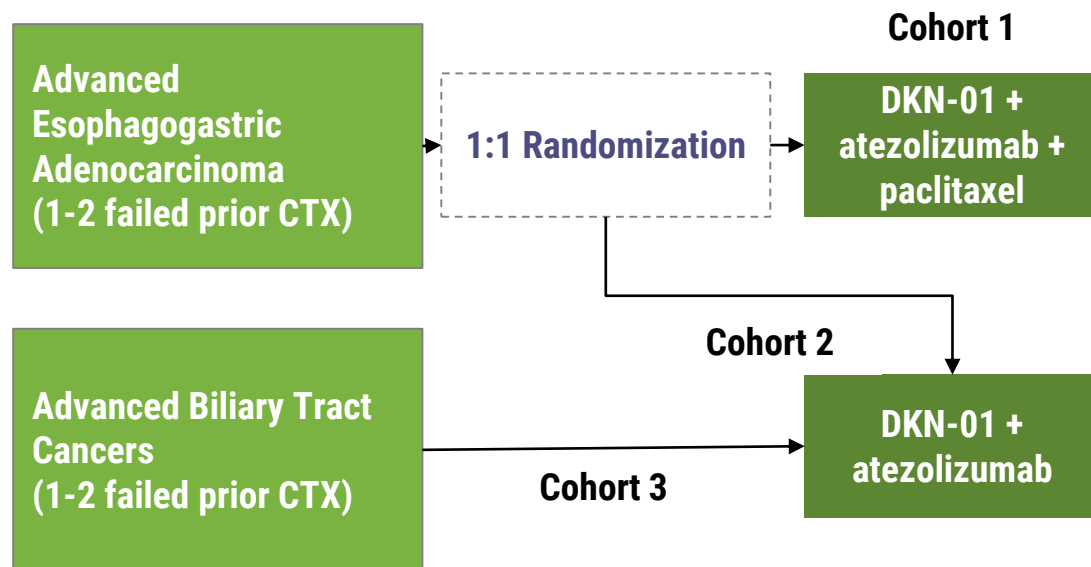 Cohort 1
Advanced
Esophagogastric
Adenocarcinoma
(1-2 failed prior CTX)
1:1 Randomization
DKN-01 +
atezolizumab +
paclitaxel
Cohort 2
Advanced Biliary Tract
Cancers
(1-2 failed prior CTX)
Cohort 3
DKN-01 +
atezolizumab